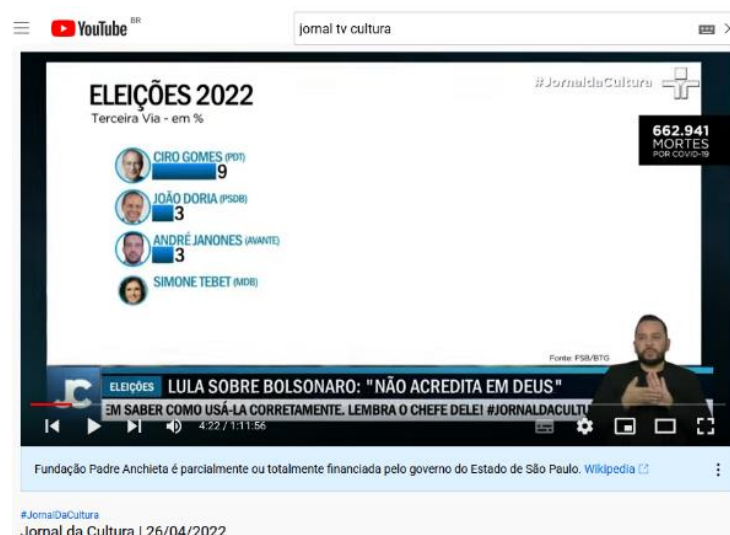 YouTube BR
jornal tv cultura
#JornaldaCultura
ELEIÇÕES 2022
Terceira Via - em %
662.941
MORTES
POR COVID-19
CIRO GOMES (PDT)
9
JOÃO DORIA (PSDB)
3
ANDRÉ JANONES (AVANTE)
3
SIMONE TEBET (MDB)
Fonte: FSB/BTG
JC
ELEIÇÕES LULA SOBRE BOLSONARO: "NÃO ACREDITA EM DEUS"
EM SABER COMO USÁ-LA CORRETAMENTE. LEMBRA O CHEFE DELE! #JORNALDACULTU
4:22 / 1:11:56
Fundação Padre Anchieta é parcialmente ou totalmente financiada pelo governo do Estado de São Paulo. Wikipedia
#JornalDaCultura
Jornal da Cultura | 26/04/2022